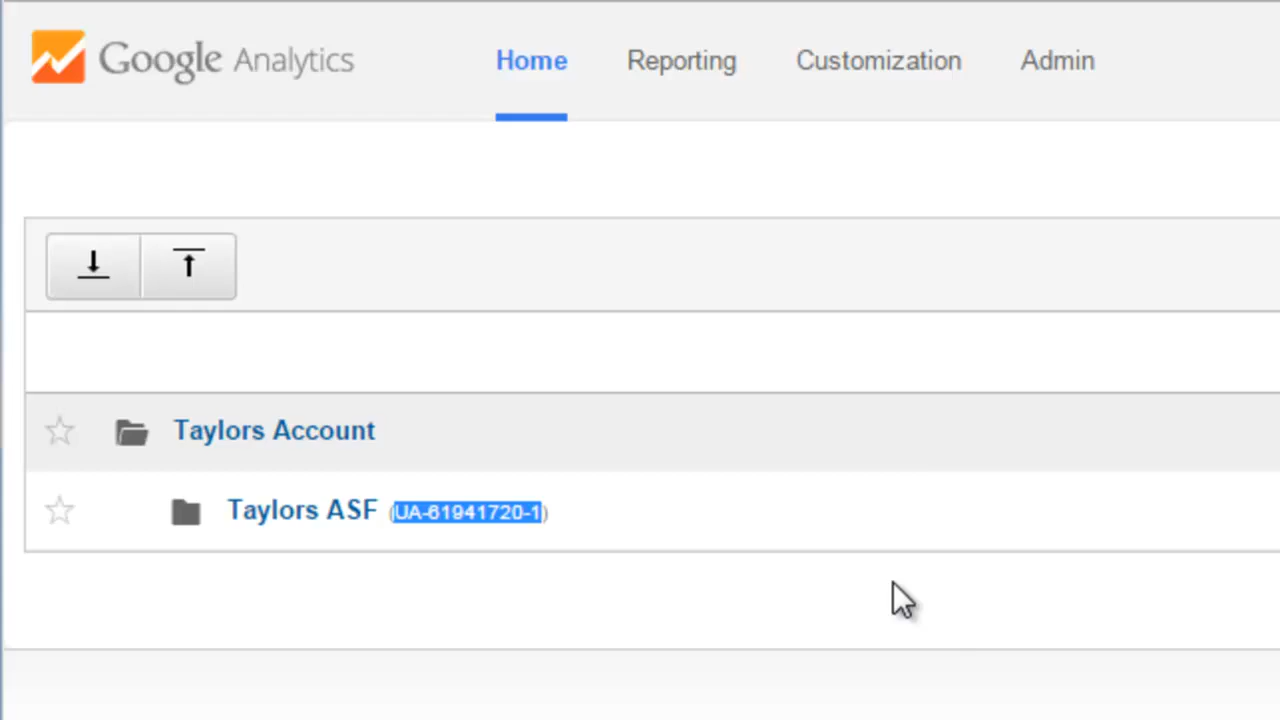 Google Analytics Home Reporting Customization Admin
Taylors Account
Taylors ASF (UA-61941720-1)